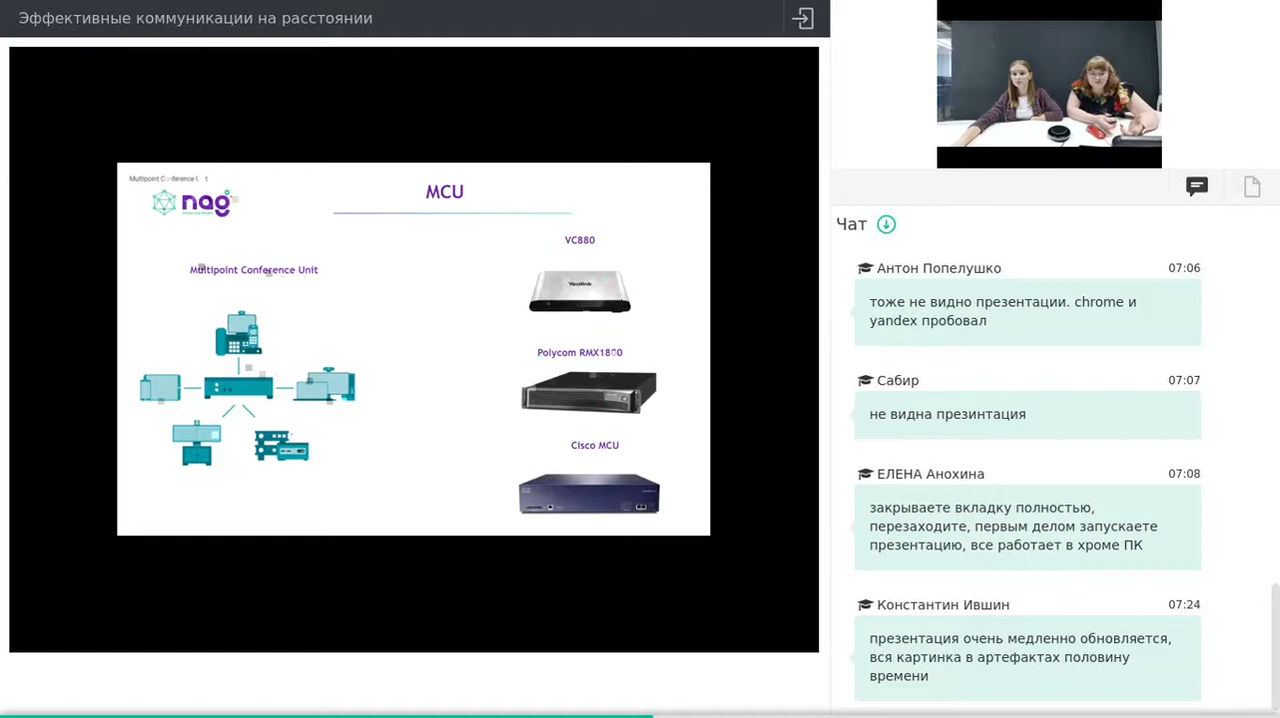 Эффективные коммуникации на расстоянии
nag
MCU
Multipoint Conference Unit
VC880
Yealink
Polycom RMX1800
Cisco MCU
Чат
Антон Попелушко 07:06
тоже не видно презентации. chrome и
yandex пробовал
Сабир 07:07
не видна презинтация
ЕЛЕНА Анохина 07:08
закрываете вкладку полностью,
перезаходите, первым делом запускаете
презентацию, все работает в хроме ПК
Константин Ившин 07:24
презентация очень медленно обновляется,
вся картинка в артефактах половину
времени